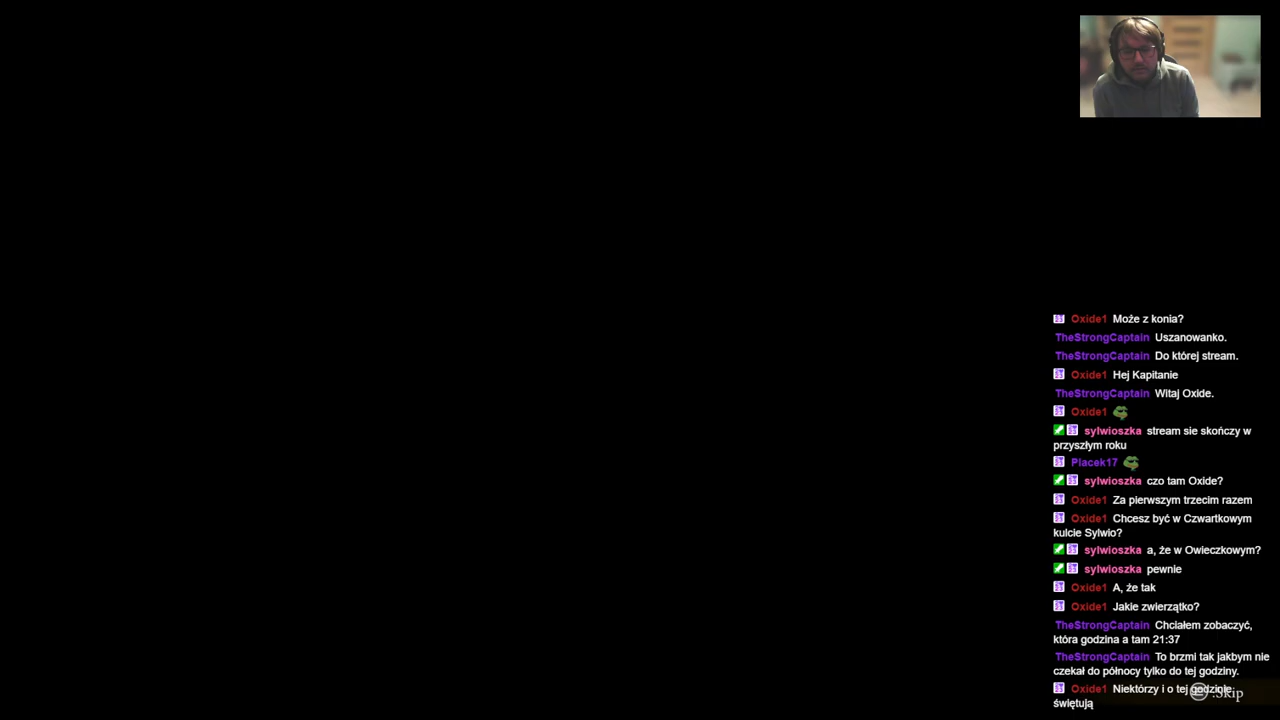 Oxide1 Może z konia?
TheStrongCaptain Uszanowanko.
TheStrongCaptain Do której stream.
Oxide1 Hej Kapitanie
TheStrongCaptain Witaj Oxide.
Oxide1
sylwioszka stream sie skończy w
przyszłym roku
Placek17
sylwioszka czo tam Oxide?
Oxide1 Za pierwszym trzecim razem
Oxide1 Chcesz być w Czwartkowym
kulcie Sylwio?
sylwioszka a, że w Owieczkowym?
sylwioszka pewnie
Oxide1 A, że tak
Oxide1 Jakie zwierzątko?
TheStrongCaptain Chciałem zobaczyć,
która godzina a tam 21:37
TheStrongCaptain To brzmi tak jakbym nie
czekał do północy tylko do tej godziny.
Oxide1 Niektórzy i o tej godzinie
świętują
: Skip